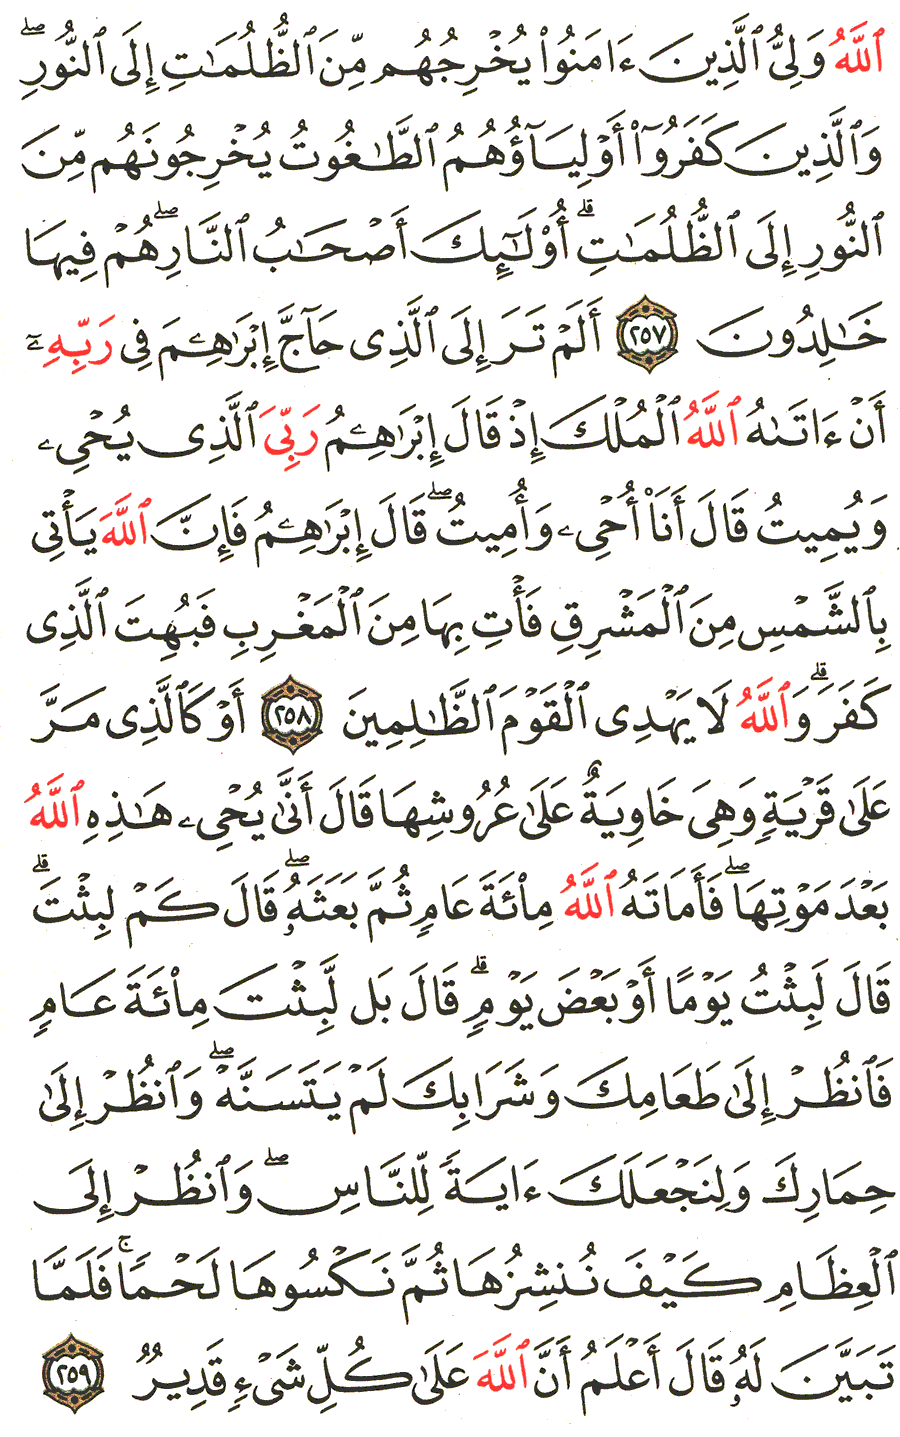 ٱللَّهُ وَلِىُّ ٱلَّذِينَ ءَامَنُوا۟ يُخْرِجُهُم مِّنَ ٱلظُّلُمَـٰتِ إِلَى ٱلنُّورِ ۖ
وَٱلَّذِينَ كَفَرُوٓا۟ أَوْلِيَآؤُهُمُ ٱلطَّـٰغُوتُ يُخْرِجُونَهُم مِّنَ
ٱلنُّورِ إِلَى ٱلظُّلُمَـٰتِ ۗ أُو۟لَـٰٓئِكَ أَصْحَـٰبُ ٱلنَّارِ ۖ هُمْ فِيهَا
خَـٰلِدُونَ ٢٥٧ أَلَمْ تَرَ إِلَى ٱلَّذِى حَآجَّ إِبْرَٰهِـۧمَ فِى رَبِّهِۦٓ
أَنْ ءَاتَىٰهُ ٱللَّهُ ٱلْمُلْكَ إِذْ قَالَ إِبْرَٰهِـۧمُ رَبِّىَ ٱلَّذِى يُحْىِۦ
وَيُمِيتُ قَالَ أَنَا۠ أُحْىِۦ وَأُمِيتُ ۖ قَالَ إِبْرَٰهِـۧمُ فَإِنَّ ٱللَّهَ يَأْتِى
بِٱلشَّمْسِ مِنَ ٱلْمَشْرِقِ فَأْتِ بِهَا مِنَ ٱلْمَغْرِبِ فَبُهِتَ ٱلَّذِى
كَفَرَ ۗ وَٱللَّهُ لَا يَهْدِى ٱلْقَوْمَ ٱلظَّـٰلِمِينَ ٢٥٨ أَوْ كَٱلَّذِى مَرَّ
عَلَىٰ قَرْيَةٍ وَهِىَ خَاوِيَةٌ عَلَىٰ عُرُوشِهَا قَالَ أَنَّىٰ يُحْىِۦ هَـٰذِهِ ٱللَّهُ
بَعْدَ مَوْتِهَا ۖ فَأَمَاتَهُ ٱللَّهُ مِا۟ئَةَ عَامٍ ثُمَّ بَعَثَهُۥ ۖ قَالَ كَمْ لَبِثْتَ ۗ
قَالَ لَبِثْتُ يَوْمًا أَوْ بَعْضَ يَوْمٍ ۗ قَالَ بَل لَّبِثْتَ مِا۟ئَةَ عَامٍ
فَٱنظُرْ إِلَىٰ طَعَامِكَ وَشَرَابِكَ لَمْ يَتَسَنَّهْ ۖ وَٱنظُرْ إِلَىٰ
حِمَارِكَ وَلِنَجْعَلَكَ ءَايَةً لِّلنَّاسِ ۖ وَٱنظُرْ إِلَى
ٱلْعِظَامِ كَيْفَ نُنشِزُهَا ثُمَّ نَكْسُوهَا لَحْمًا ۚ فَلَمَّا
تَبَيَّنَ لَهُۥ قَالَ أَعْلَمُ أَنَّ ٱللَّهَ عَلَىٰ كُلِّ شَىْءٍ قَدِيرٌ ٢٥٩